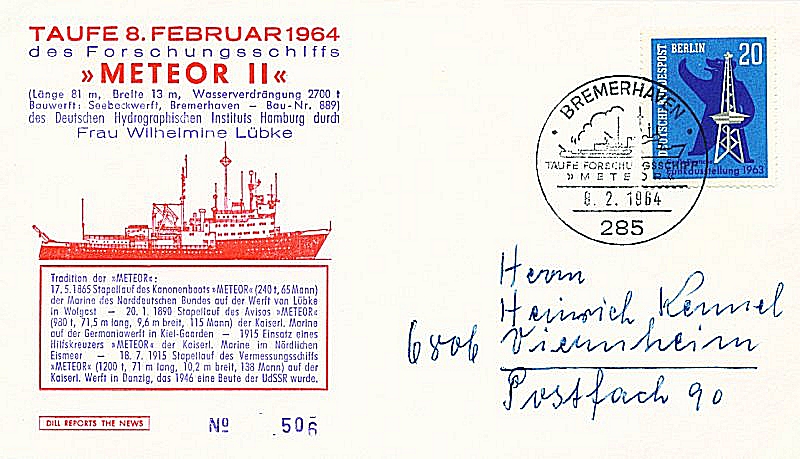 TAUFE 8. FEBRUAR 1964
des Forschungsschiffs
»METEOR II«
(Länge 81 m, Breite 13 m, Wasserverdrängung 2700 t
Bauwerft: Seebeckwerft, Bremerhaven — Bau-Nr. 889)
des Deutschen Hydrographischen Instituts Hamburg durch
Frau Wilhelmine Lübke
Tradition der »METEOR«:
17. 5. 1865 Stapellauf des Kanonenboots »METEOR« (240 t, 65 Mann)
der Marine des Norddeutschen Bundes auf der Werft von Lübke
in Wolgast — 20. 1. 1890 Stapellauf des Avisos »METEOR«
(980 t, 71,5 m lang, 9,6 m breit, 115 Mann) der Kaiserl. Marine
auf der Germaniawerft in Kiel-Gaarden — 1915 Einsatz eines
Hilfskreuzers »METEOR« der Kaiserl. Marine im Nördlichen
Eismeer — 18. 7. 1915 Stapellauf des Vermessungsschiffs
»METEOR« (1200 t, 71 m lang, 10,2 m breit, 138 Mann) auf der
Kaiserl. Werft in Danzig, das 1946 eine Beute der UdSSR wurde.
DILL REPORTS THE NEWS
No 506
DEUTSCHE BUNDESPOST
BERLIN 20
Funkausstellung 1963
BREMERHAVEN
TAUFE FORSCHUNGSSCHIFF
»METEOR«
8. 2. 1964
285
Herrn
Heinrich Kennel
6806 Viernheim
Postfach 90